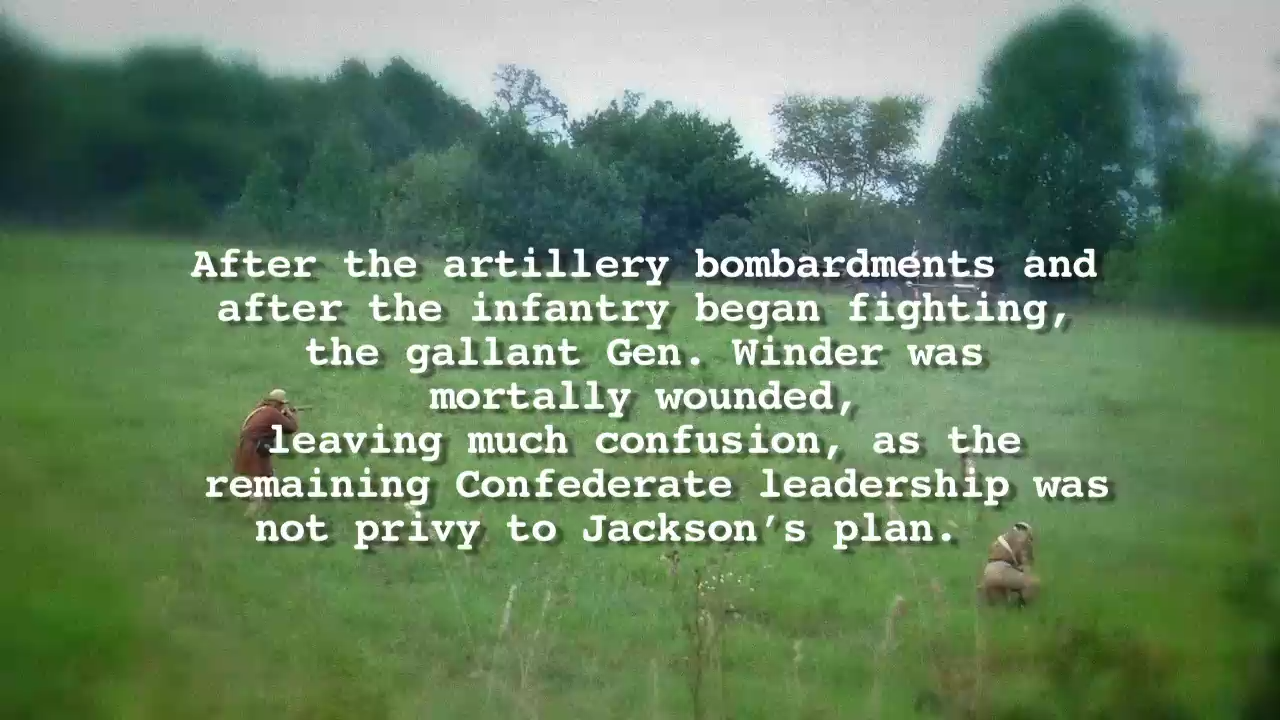 After the artillery bombardments and
after the infantry began fighting,
the gallant Gen. Winder was
mortally wounded,
leaving much confusion, as the
remaining Confederate leadership was
not privy to Jackson’s plan.